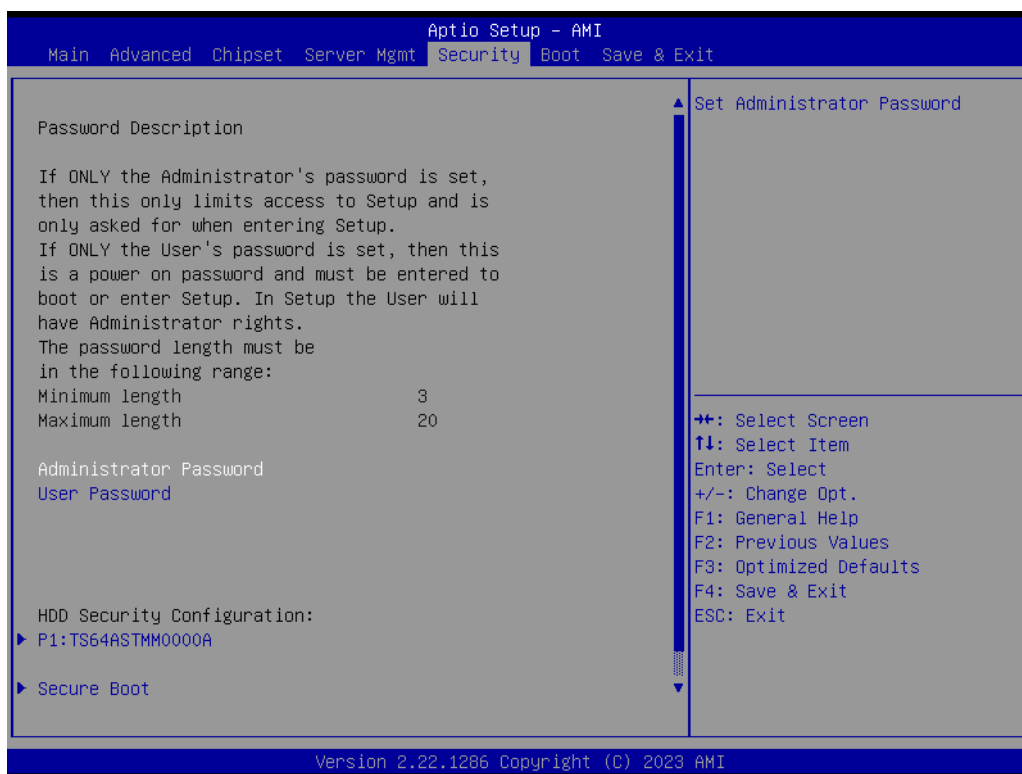 Aptio Setup – AMI
Main Advanced Chipset Server Mgmt Security Boot Save & Exit
Password Description
If ONLY the Administrator's password is set,
then this only limits access to Setup and is
only asked for when entering Setup.
If ONLY the User's password is set, then this
is a power on password and must be entered to
boot or enter Setup. In Setup the User will
have Administrator rights.
The password length must be
in the following range:
Minimum length 3
Maximum length 20
Administrator Password
User Password
HDD Security Configuration:
P1:TS64ASTMM0000A
Secure Boot
Set Administrator Password
→←: Select Screen
↑↓: Select Item
Enter: Select
+/-: Change Opt.
F1: General Help
F2: Previous Values
F3: Optimized Defaults
F4: Save & Exit
ESC: Exit
Version 2.22.1286 Copyright (C) 2023 AMI